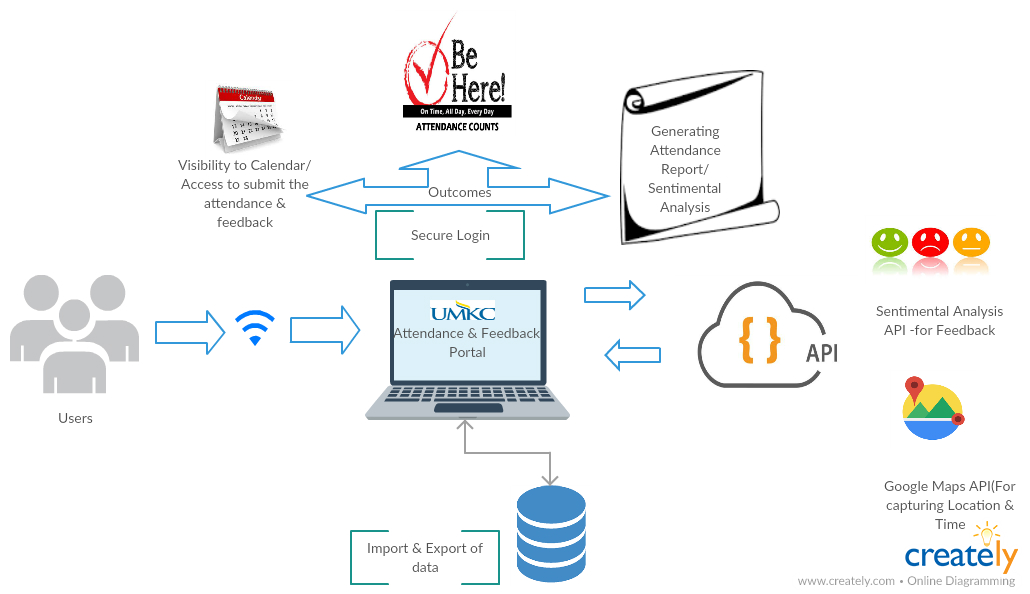 Be
Here!
On Time, All Day, Every Day
ATTENDANCE COUNTS
Calendy
Visibility to Calendar/
Access to submit the
attendance &
feedback
Outcomes
Secure Login
Generating
Attendance
Report/
Sentimental
Analysis
UMKC
Attendance & Feedback
Portal
Users
{ }
API
Sentimental Analysis
API -for Feedback
Google Maps API(For
capturing Location &
Time
Import & Export of
data
creately
www.creately.com • Online Diagramming